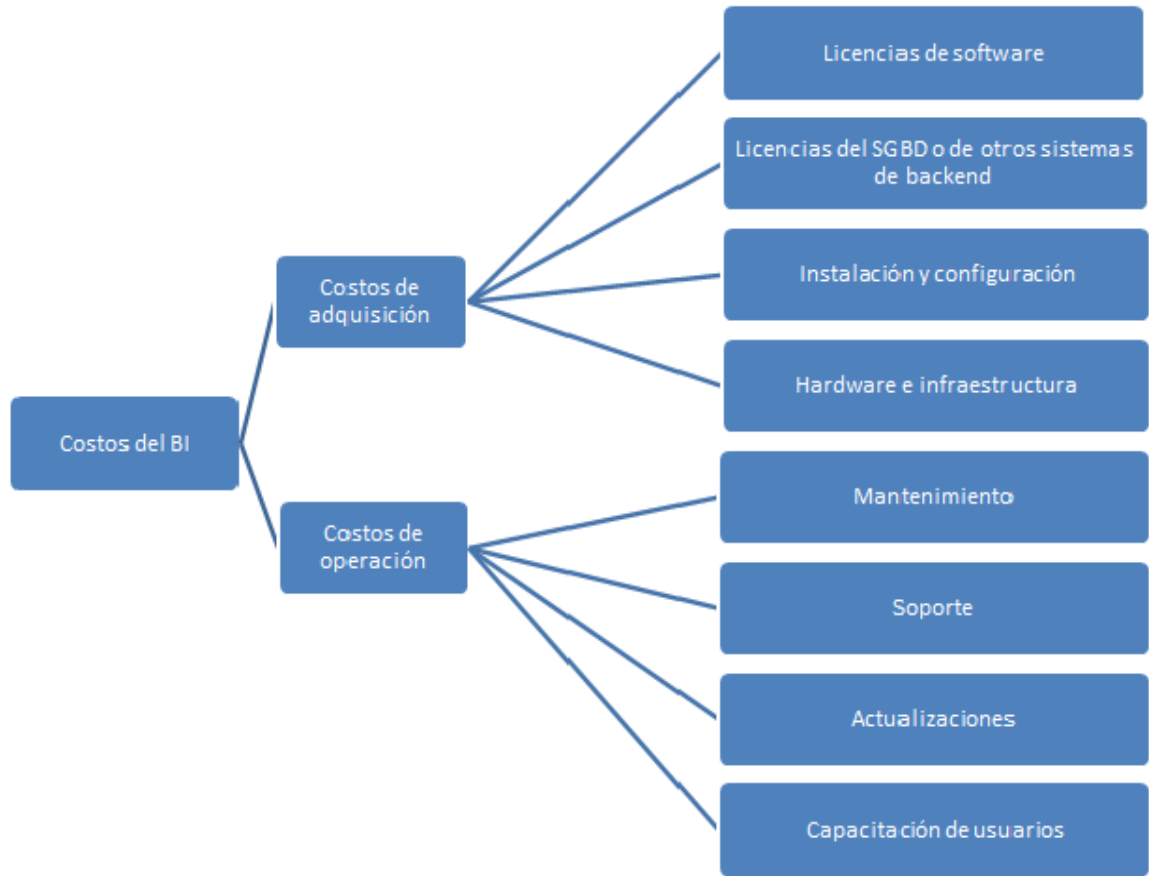 Licencias de software
Licencias del SGBD o de otros sistemas
de backend
Instalación y configuración
Hardware e infraestructura
Costos de
adquisición
Costos del BI
Costos de
operación
Mantenimiento
Soporte
Actualizaciones
Capacitación de usuarios